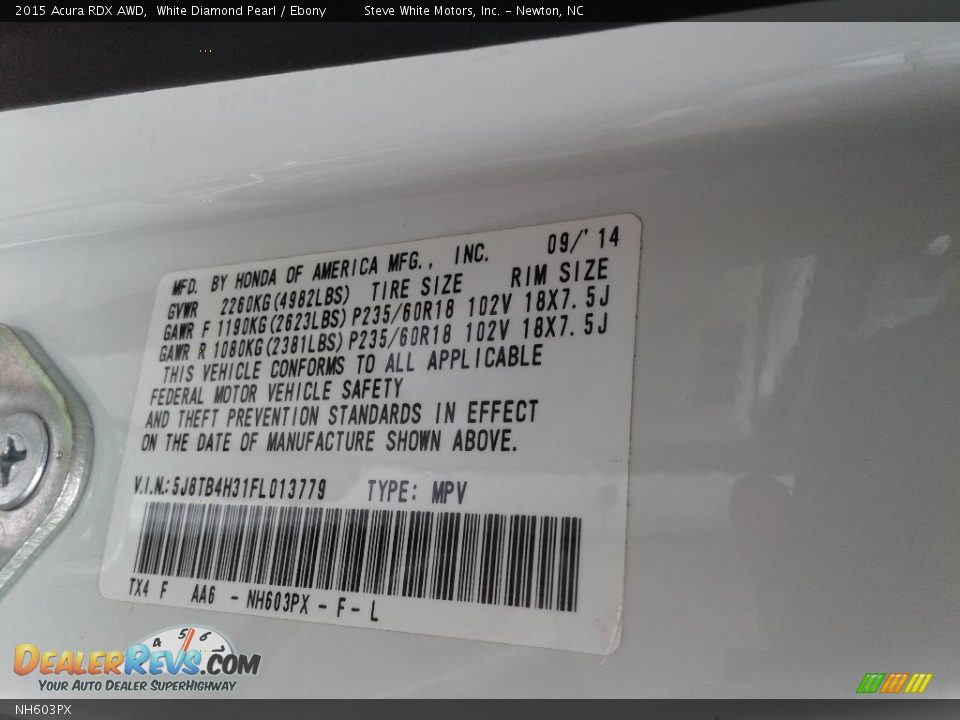 2015 Acura RDX AWD, White Diamond Pearl / Ebony Steve White Motors, Inc. - Newton, NC
MFD. BY HONDA OF AMERICA MFG., INC. 09/'14
GVWR 2260KG(4982LBS) TIRE SIZE RIM SIZE
GAWR F 1190KG(2623LBS) P235/60R18 102V 18X7.5J
GAWR R 1080KG(2381LBS) P235/60R18 102V 18X7.5J
THIS VEHICLE CONFORMS TO ALL APPLICABLE
FEDERAL MOTOR VEHICLE SAFETY
AND THEFT PREVENTION STANDARDS IN EFFECT
ON THE DATE OF MANUFACTURE SHOWN ABOVE.
V.I.N.: 5J8TB4H31FL013779 TYPE: MPV
TX4 F AA6 - NH603PX - F - L
4 5 6 7
DEALERREVS.COM
YOUR AUTO DEALER SUPERHIGHWAY
NH603PX